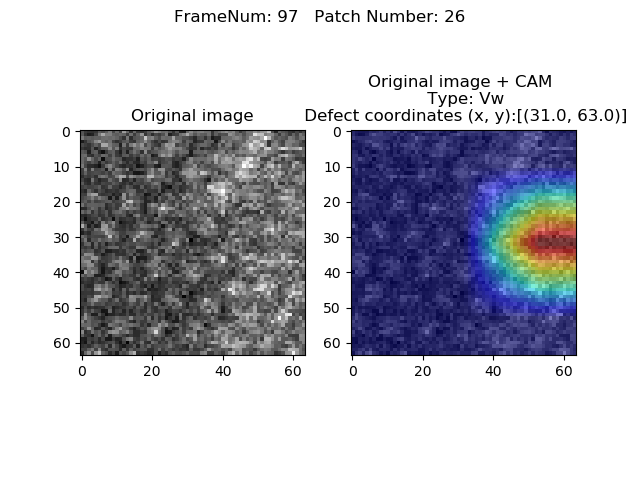 FrameNum: 97   Patch Number: 26
Original image
0
10
20
30
40
50
60
0 20 40 60
Original image + CAM
Type: Vw
Defect coordinates (x, y):[(31.0, 63.0)]
0
10
20
30
40
50
60
0 20 40 60